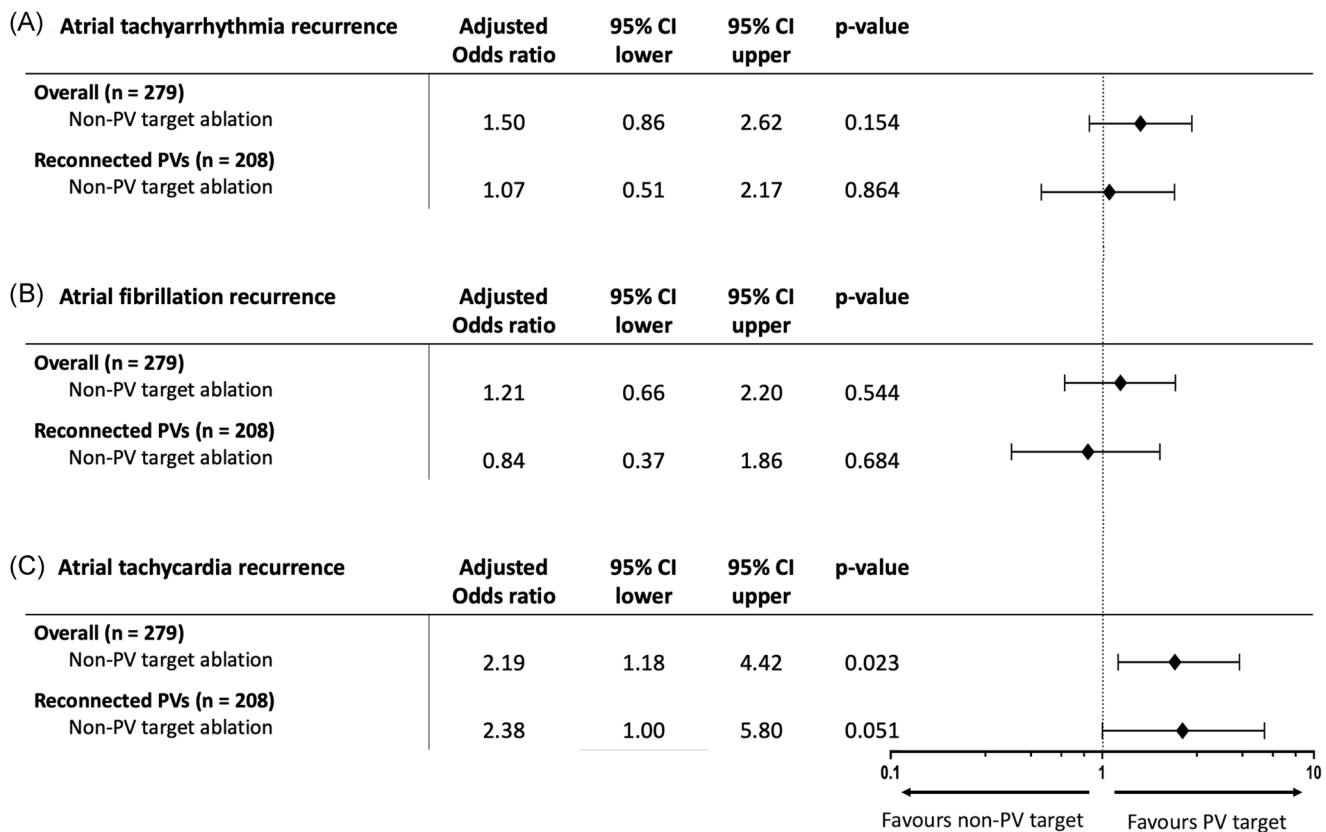 (A) Atrial tachyarrhythmia recurrence Adjusted 95% CI 95% CI p-value
Odds ratio lower upper
Overall (n = 279)
Non-PV target ablation 1.50 0.86 2.62 0.154
Reconnected PVs (n = 208)
Non-PV target ablation 1.07 0.51 2.17 0.864
(B) Atrial fibrillation recurrence Adjusted 95% CI 95% CI p-value
Odds ratio lower upper
Overall (n = 279)
Non-PV target ablation 1.21 0.66 2.20 0.544
Reconnected PVs (n = 208)
Non-PV target ablation 0.84 0.37 1.86 0.684
(C) Atrial tachycardia recurrence Adjusted 95% CI 95% CI p-value
Odds ratio lower upper
Overall (n = 279)
Non-PV target ablation 2.19 1.18 4.42 0.023
Reconnected PVs (n = 208)
Non-PV target ablation 2.38 1.00 5.80 0.051
0.1 1 10
Favours non-PV target Favours PV target